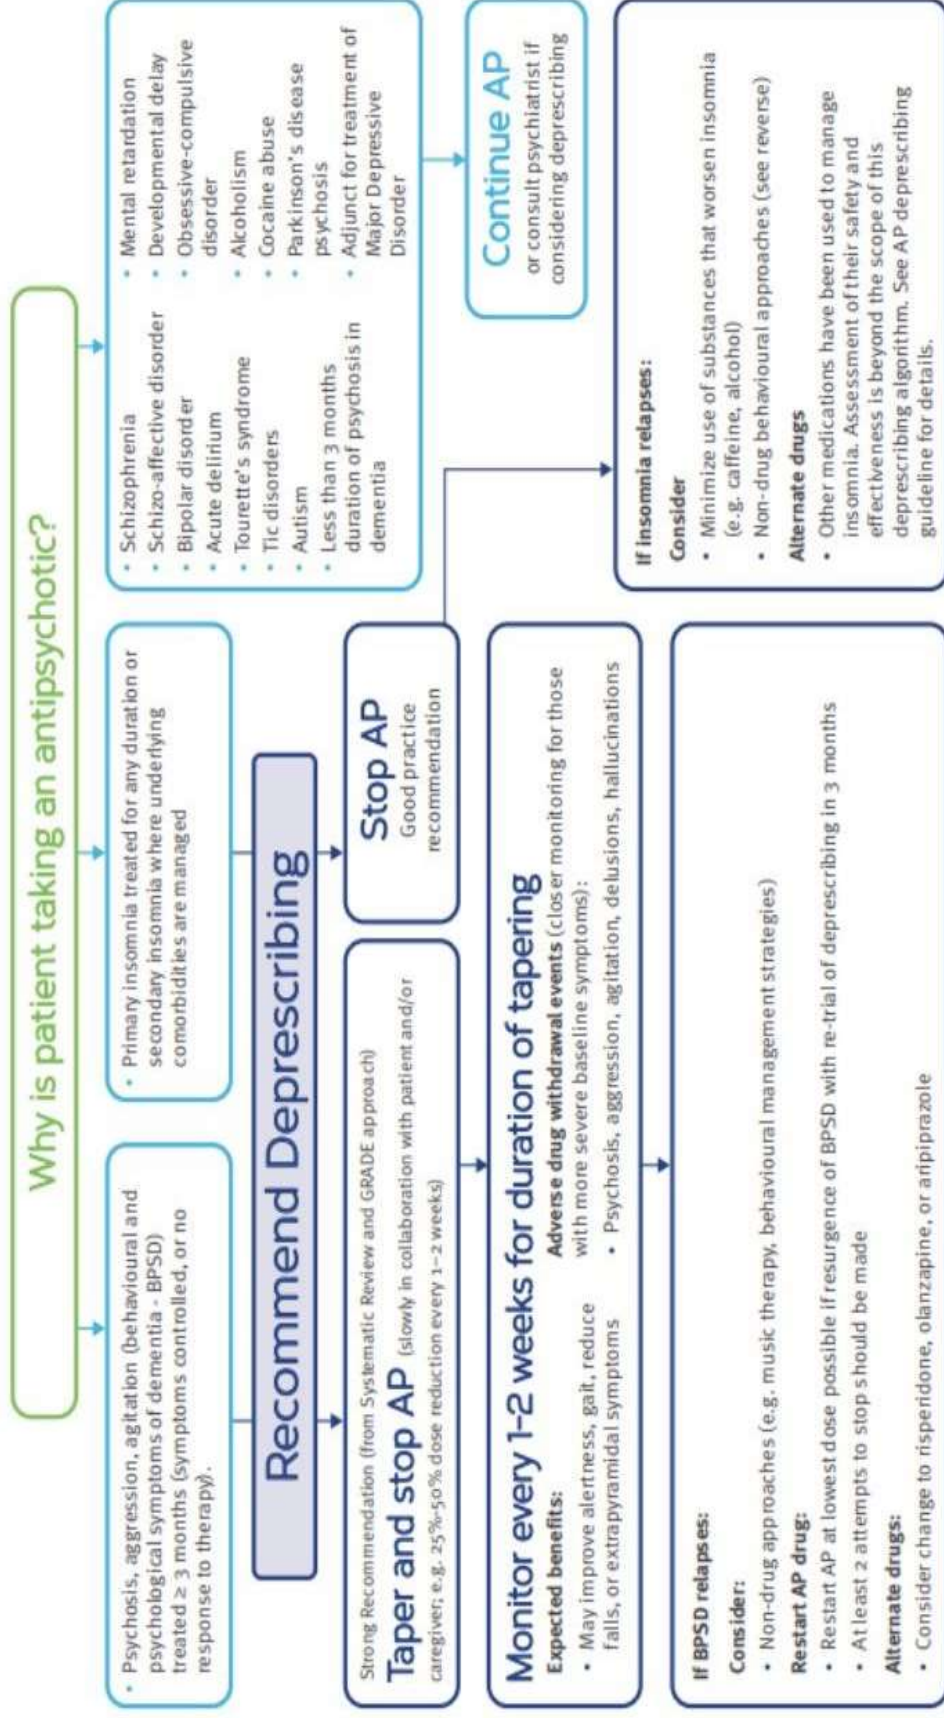 Why is patient taking an antipsychotic?
• Psychosis, aggression, agitation (behavioural and
psychological symptoms of dementia - BPSD)
treated ≥ 3 months (symptoms controlled, or no
response to therapy).
• Primary insomnia treated for any duration or
secondary insomnia where underlying
comorbidities are managed
• Schizophrenia
• Schizo-affective disorder
• Bipolar disorder
• Acute delirium
• Tourette's syndrome
• Tic disorders
• Autism
• Less than 3 months
duration of psychosis in
dementia
• Mental retardation
• Developmental delay
• Obsessive-compulsive
disorder
• Alcoholism
• Cocaine abuse
• Parkinson's disease
psychosis
• Adjunct for treatment of
Major Depressive
Disorder
Recommend Deprescribing
Strong Recommendation (from Systematic Review and GRADE approach)
Taper and stop AP (slowly in collaboration with patient and/or
caregiver; e.g. 25%-50% dose reduction every 1-2 weeks)
Stop AP
Good practice
recommendation
Continue AP
or consult psychiatrist if
considering deprescribing
Monitor every 1-2 weeks for duration of tapering
Expected benefits:
• May improve alertness, gait, reduce
falls, or extrapyramidal symptoms
Adverse drug withdrawal events (closer monitoring for those
with more severe baseline symptoms):
• Psychosis, aggression, agitation, delusions, hallucinations
If BPSD relapses:
Consider:
• Non-drug approaches (e.g. music therapy, behavioural management strategies)
Restart AP drug:
• Restart AP at lowest dose possible if resurgence of BPSD with re-trial of deprescribing in 3 months
• At least 2 attempts to stop should be made
Alternate drugs:
• Consider change to risperidone, olanzapine, or aripiprazole
If insomnia relapses:
Consider
• Minimize use of substances that worsen insomnia
(e.g. caffeine, alcohol)
• Non-drug behavioural approaches (see reverse)
Alternate drugs
• Other medications have been used to manage
insomnia. Assessment of their safety and
effectiveness is beyond the scope of this
deprescribing algorithm. See AP deprescribing
guideline for details.